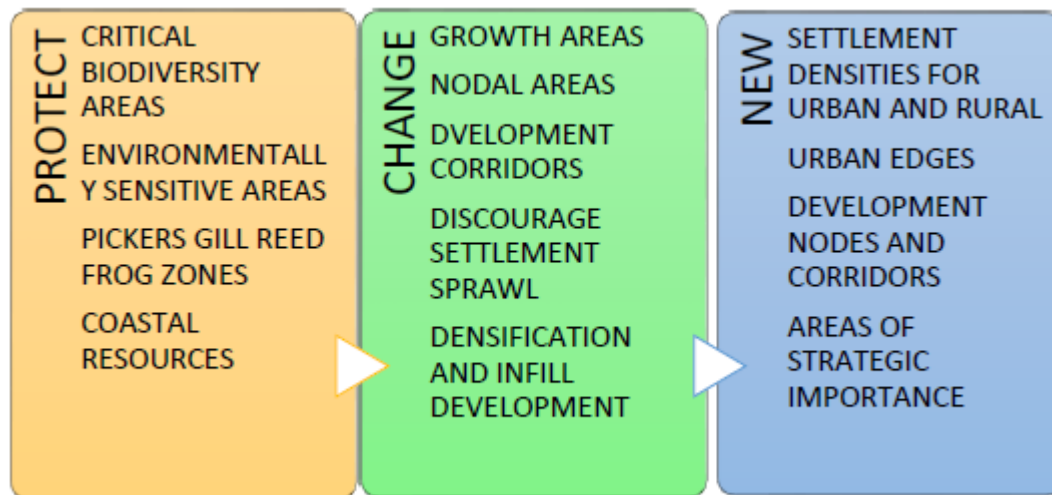 PROTECT
CRITICAL
BIODIVERSITY
AREAS
ENVIRONMENTALL
Y SENSITIVE AREAS
PICKERS GILL REED
FROG ZONES
COASTAL
RESOURCES
CHANGE
GROWTH AREAS
NODAL AREAS
DVELOPMENT
CORRIDORS
DISCOURAGE
SETTLEMENT
SPRAWL
DENSIFICATION
AND INFILL
DEVELOPMENT
NEW
SETTLEMENT
DENSITIES FOR
URBAN AND RURAL
URBAN EDGES
DEVELOPMENT
NODES AND
CORRIDORS
AREAS OF
STRATEGIC
IMPORTANCE